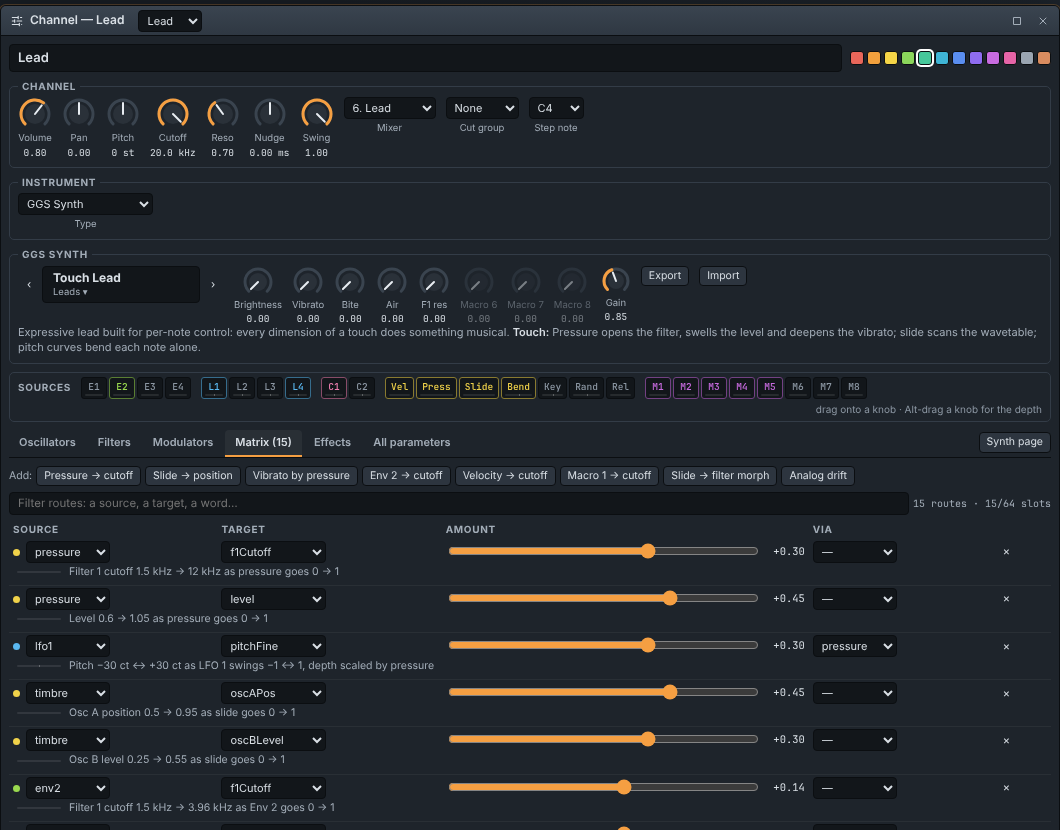 Channel — Lead Lead
Lead
CHANNEL
Volume Pan Pitch Cutoff Reso Nudge Swing
0.80 0.00 0 st 20.0 kHz 0.70 0.00 ms 1.00
6. Lead None C4
Mixer Cut group Step note
INSTRUMENT
GGS Synth
Type
GGS SYNTH
‹ Touch Lead ›
Leads ▾
Brightness Vibrato Bite Air F1 res Macro 6 Macro 7 Macro 8 Gain
0.00 0.00 0.00 0.00 0.00 0.00 0.00 0.00 0.85
Export Import
Expressive lead built for per-note control: every dimension of a touch does something musical. Touch: Pressure opens the filter, swells the level and deepens the vibrato; slide scans the wavetable;
pitch curves bend each note alone.
SOURCES E1 E2 E3 E4 L1 L2 L3 L4 C1 C2 Vel Press Slide Bend Key Rand Rel M1 M2 M3 M4 M5 M6 M7 M8
drag onto a knob · Alt-drag a knob for the depth
Oscillators Filters Modulators Matrix (15) Effects All parameters Synth page
Add: Pressure → cutoff Slide → position Vibrato by pressure Env 2 → cutoff Velocity → cutoff Macro 1 → cutoff Slide → filter morph Analog drift
Filter routes: a source, a target, a word... 15 routes · 15/64 slots
SOURCE TARGET AMOUNT VIA
pressure f1Cutoff +0.30 — ×
Filter 1 cutoff 1.5 kHz → 12 kHz as pressure goes 0 → 1
pressure level +0.45 — ×
Level 0.6 → 1.05 as pressure goes 0 → 1
lfo1 pitchFine +0.30 pressure ×
Pitch −30 ct ↔ +30 ct as LFO 1 swings −1 ↔ 1, depth scaled by pressure
timbre oscAPos +0.45 — ×
Osc A position 0.5 → 0.95 as slide goes 0 → 1
timbre oscBLevel +0.30 — ×
Osc B level 0.25 → 0.55 as slide goes 0 → 1
env2 f1Cutoff +0.14 — ×
Filter 1 cutoff 1.5 kHz → 3.96 kHz as Env 2 goes 0 → 1